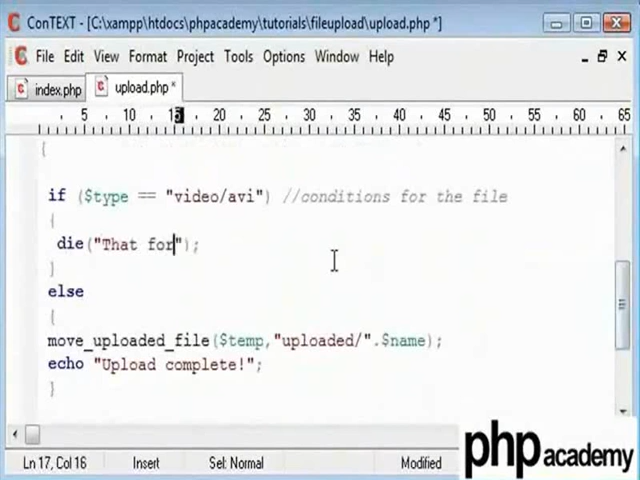 ConTEXT - [C:\xampp\htdocs\phpacademy\tutorials\fileupload\upload.php *]
File Edit View Format Project Tools Options Window Help
index.php upload.php *
5 10 15 20 25 30 35 40 45 50 55 60 65
{
if ($type == "video/avi") //conditions for the file
{
die("That for");
}
else
{
move_uploaded_file($temp,"uploaded/".$name);
echo "Upload complete!";
}
Ln 17, Col 16 Insert Sel: Normal Modified
php academy